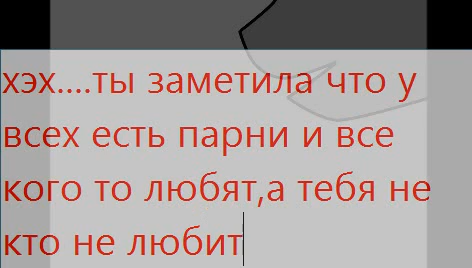 хэх....ты заметила что у
всех есть парни и все
кого то любят,а тебя не
кто не любит